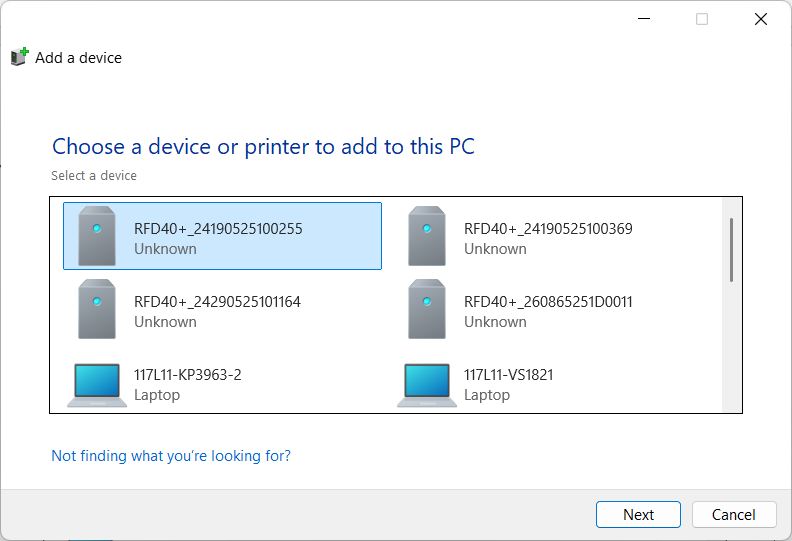 Add a device
Choose a device or printer to add to this PC
Select a device
RFD40+_24190525100255
Unknown
RFD40+_24190525100369
Unknown
RFD40+_24290525101164
Unknown
RFD40+_260865251D0011
Unknown
117L11-KP3963-2
Laptop
117L11-VS1821
Laptop
Not finding what you're looking for?
Next
Cancel